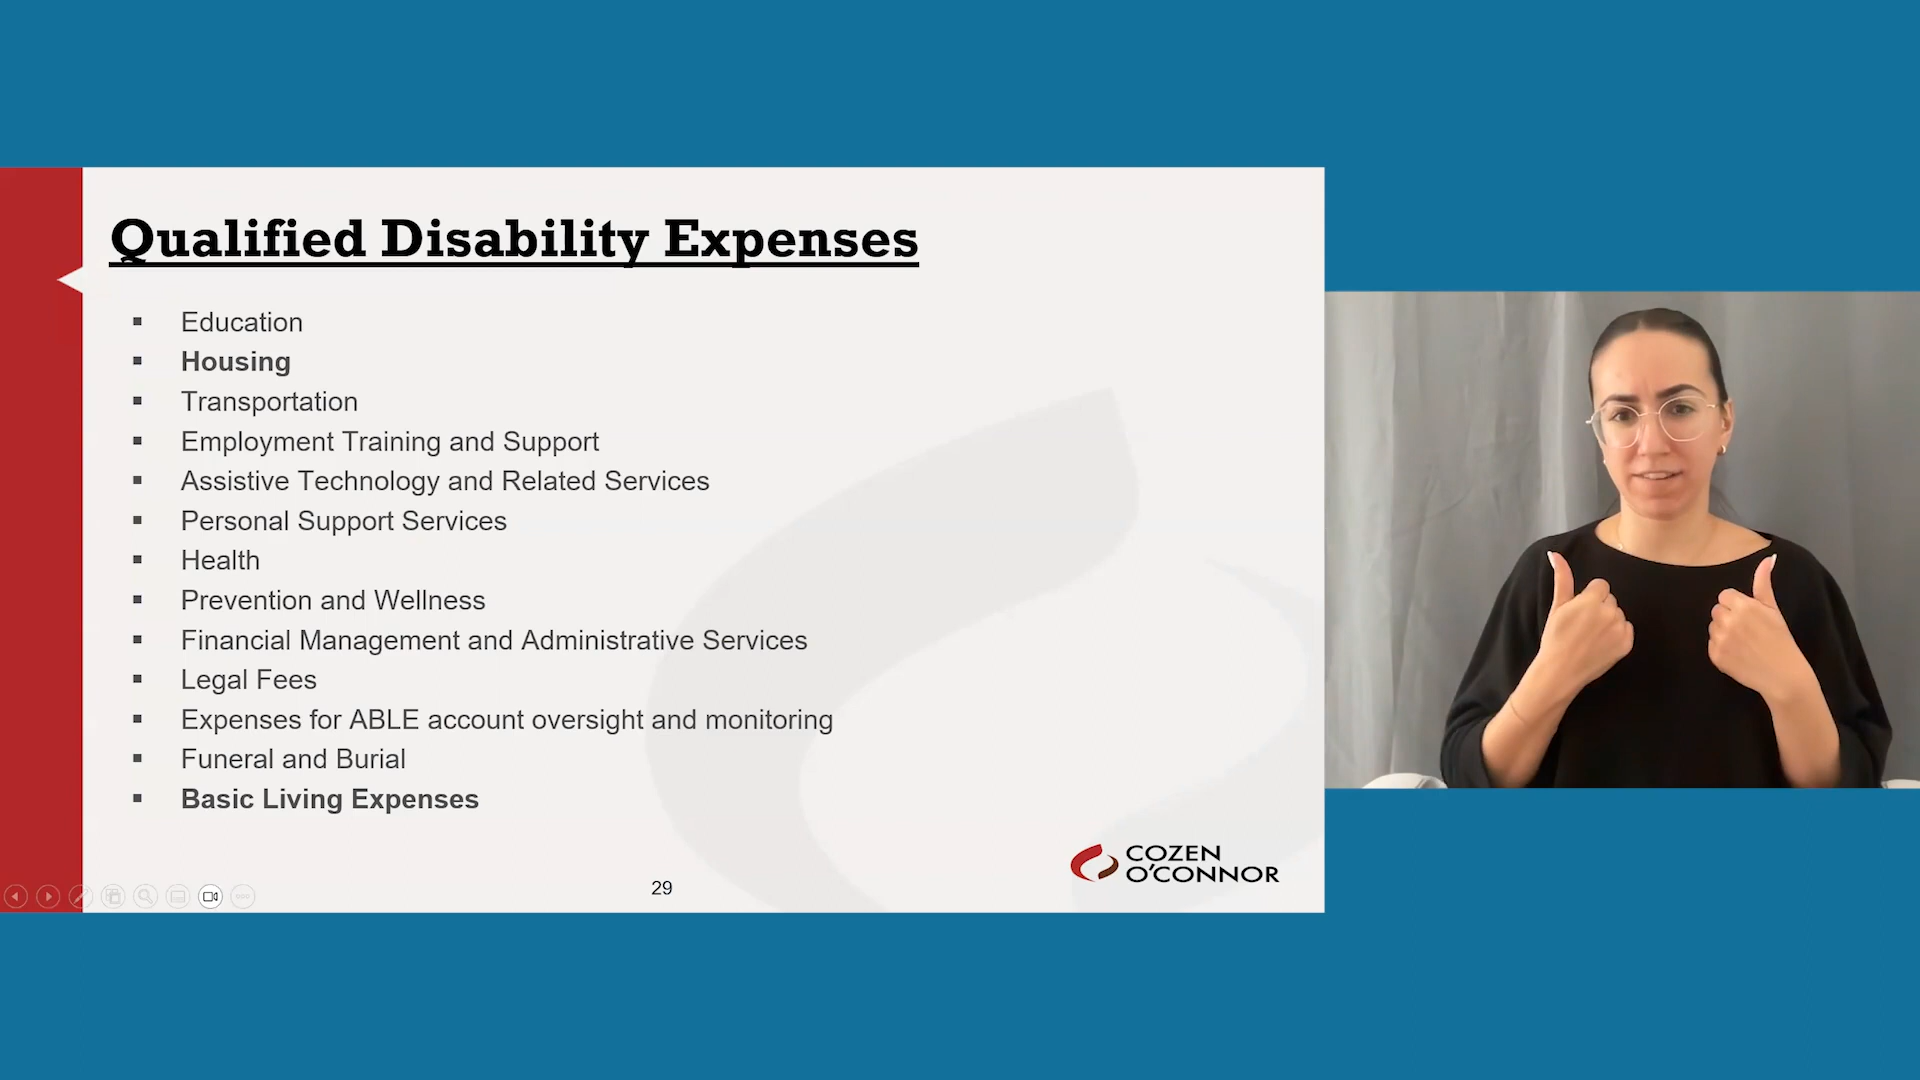 Qualified Disability Expenses
▪ Education
▪ Housing
▪ Transportation
▪ Employment Training and Support
▪ Assistive Technology and Related Services
▪ Personal Support Services
▪ Health
▪ Prevention and Wellness
▪ Financial Management and Administrative Services
▪ Legal Fees
▪ Expenses for ABLE account oversight and monitoring
▪ Funeral and Burial
▪ Basic Living Expenses
COZEN
O'CONNOR
29